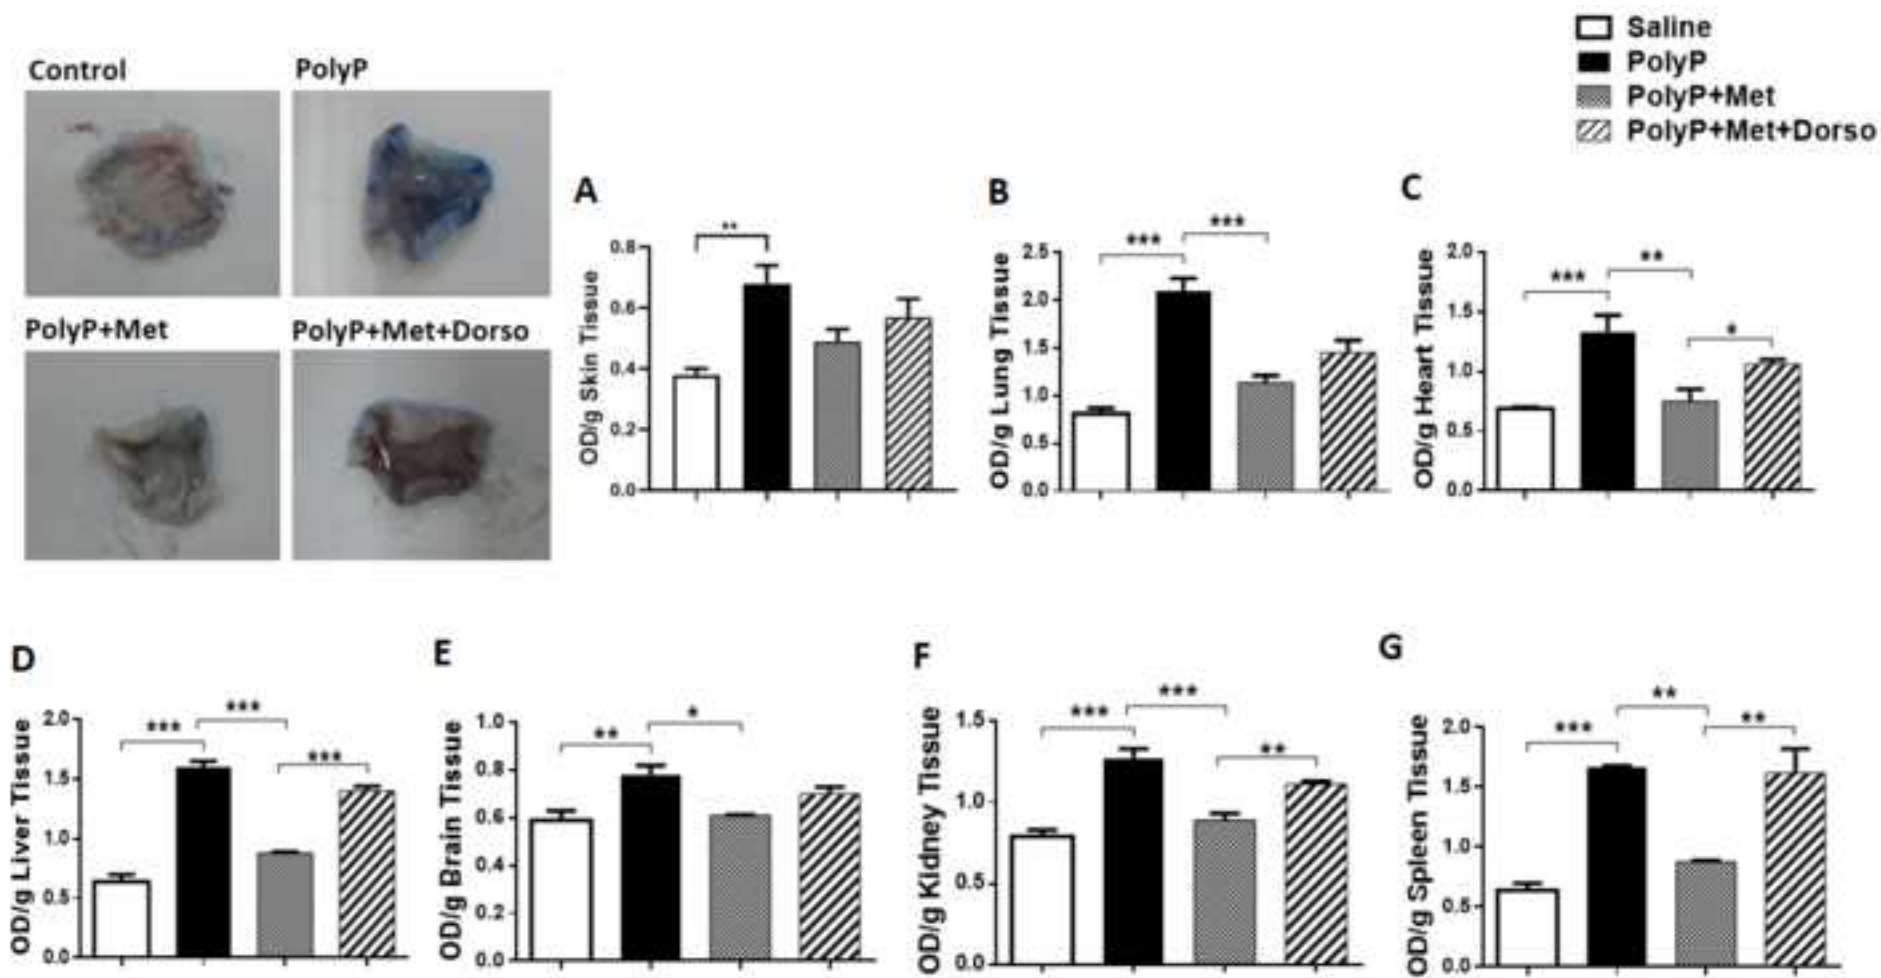 Saline
PolyP
PolyP+Met
PolyP+Met+Dorso
Control
PolyP
PolyP+Met
PolyP+Met+Dorso
A
**
OD/g Skin Tissue
0.8
0.6
0.4
0.2
0.0
B
***
***
OD/g Lung Tissue
2.5
2.0
1.5
1.0
0.5
0.0
C
***
**
*
OD/g Heart Tissue
2.0
1.5
1.0
0.5
0.0
D
***
***
***
OD/g Liver Tissue
2.0
1.5
1.0
0.5
0.0
E
**
*
OD/g Brain Tissue
1.0
0.8
0.6
0.4
0.2
0.0
F
***
***
**
OD/g Kidney Tissue
1.5
1.0
0.5
0.0
G
***
**
**
OD/g Spleen Tissue
2.0
1.5
1.0
0.5
0.0